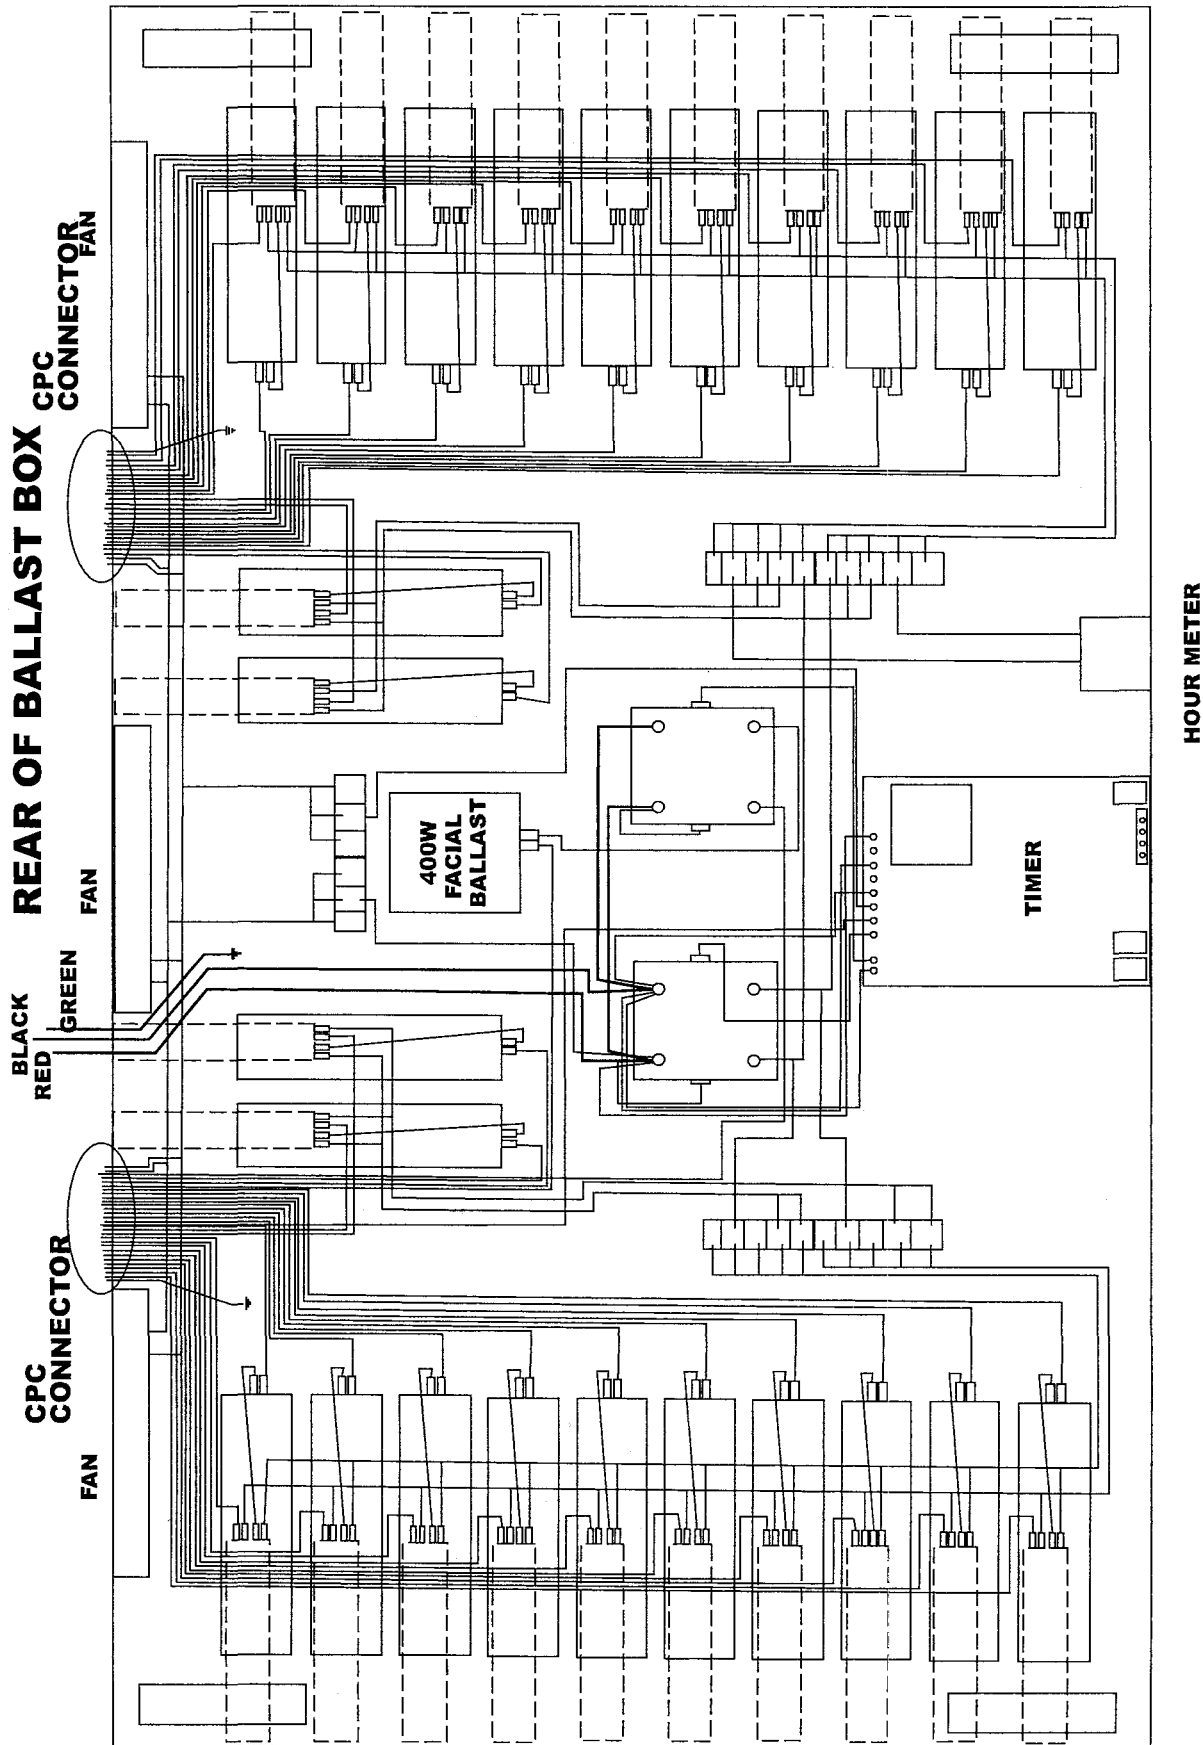 REAR OF BALLAST BOX
CPC
CONNECTOR
FAN
BLACK
RED
GREEN
FAN
CPC
CONNECTOR
FAN
400W
FACIAL
BALLAST
TIMER
HOUR METER